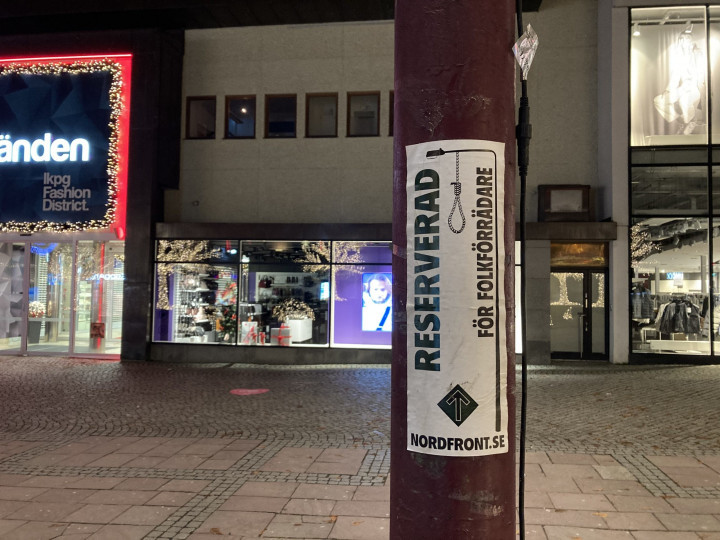 änden
lkpg
Fashion
District.
RESERVERAD
FÖR FOLKFÖRRÄDARE
NORDFRONT.SE